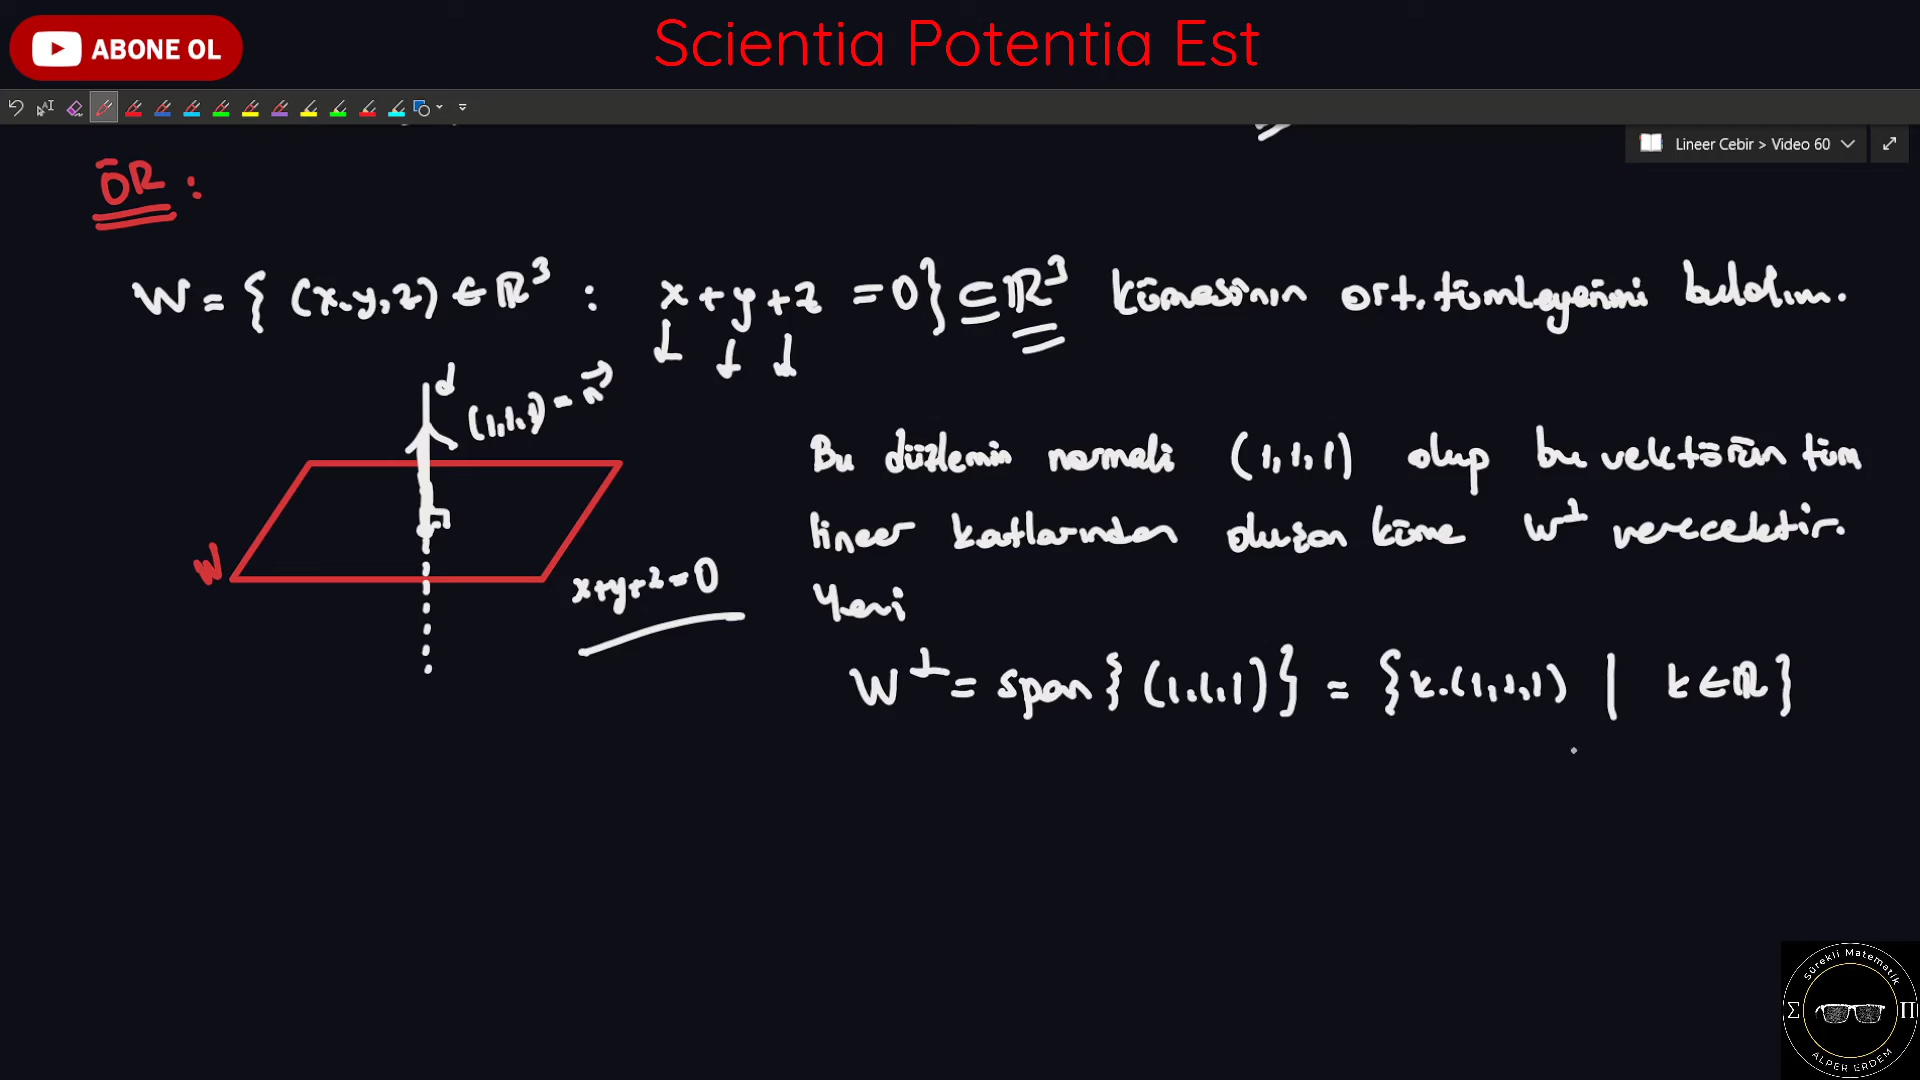 ABONE OL
Scientia Potentia Est
Lineer Cebir > Video 60
ÖR :
W = { (x,y,z) ∈ ℝ³ : x+y+z = 0} ⊆ ℝ³ kümesinin ort. tümleyenini bulalım.
d
(1,1,1) = n⃗
W
x+y+z=0
Bu düzlemin normali (1,1,1) olup bu vektörün tüm
lineer katlarından oluşan küme W⊥ verecektir.
Yani
W⊥ = span{(1,1,1)} = {k.(1,1,1) | k∈ℝ}
Sürekli Matematik
Σ Π
ALPER ERDEM